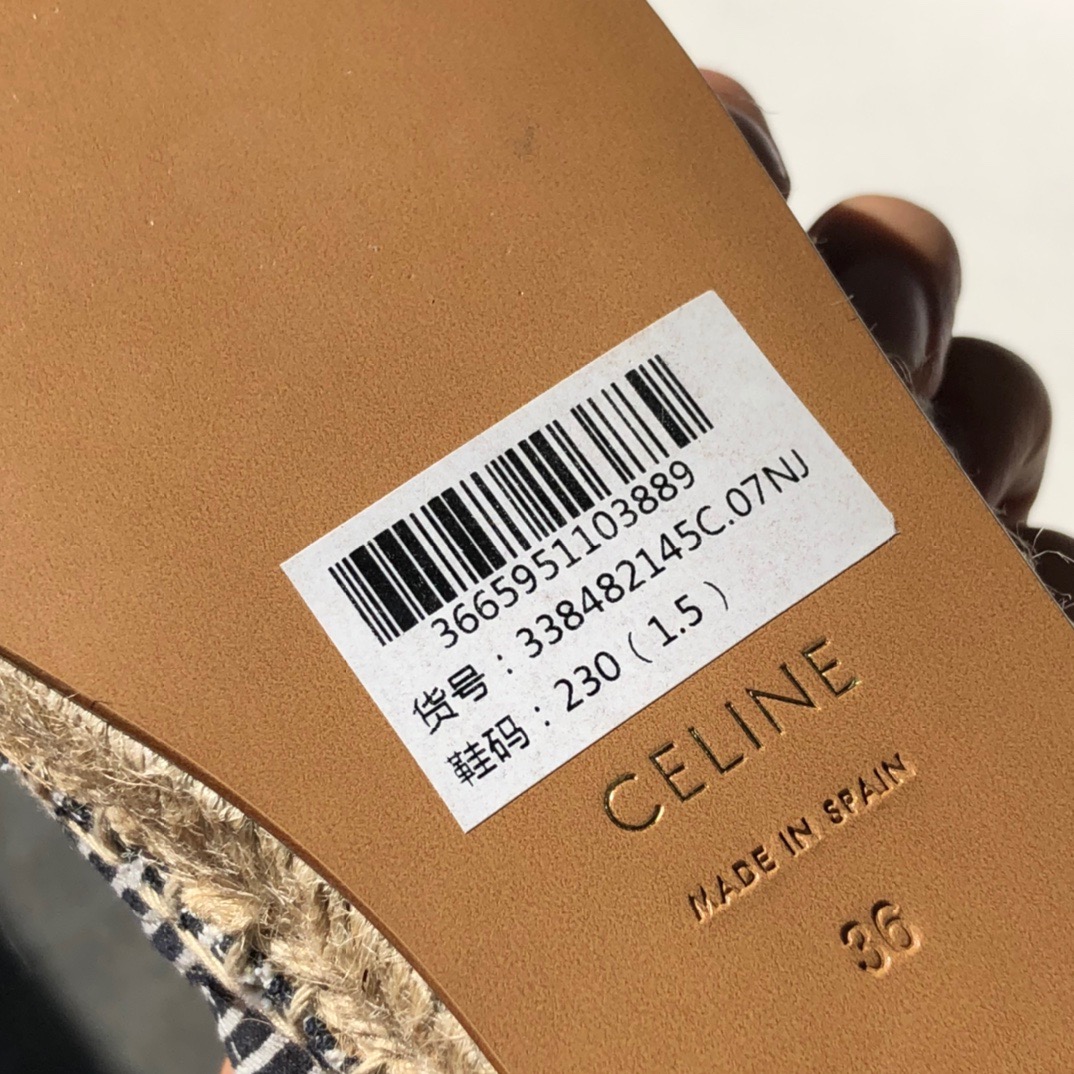 3665951103889
货号：338482145C.07NJ
鞋码：230（1.5）
CELINE
MADE IN SPAIN
36